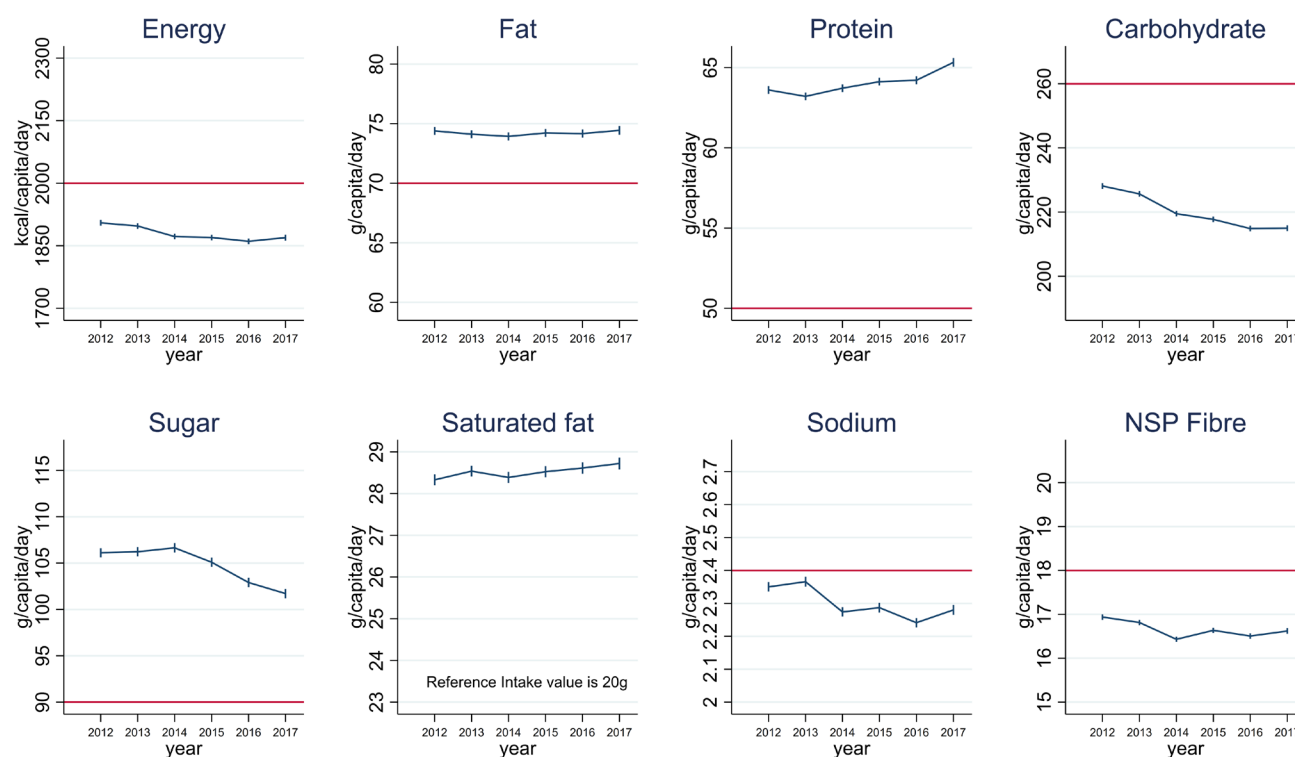 Energy
kcal/capita/day
2300
2150
2000
1850
1700
2012 2013 2014 2015 2016 2017
year
Fat
g/capita/day
80
75
70
65
60
2012 2013 2014 2015 2016 2017
year
Protein
g/capita/day
65
60
55
50
2012 2013 2014 2015 2016 2017
year
Carbohydrate
g/capita/day
260
240
220
200
2012 2013 2014 2015 2016 2017
year
Sugar
g/capita/day
115
110
105
100
95
90
2012 2013 2014 2015 2016 2017
year
Saturated fat
g/capita/day
29
28
27
26
25
24
23
Reference Intake value is 20g
2012 2013 2014 2015 2016 2017
year
Sodium
g/capita/day
2.7
2.6
2.5
2.4
2.3
2.2
2.1
2
2012 2013 2014 2015 2016 2017
year
NSP Fibre
g/capita/day
20
19
18
17
16
15
2012 2013 2014 2015 2016 2017
year